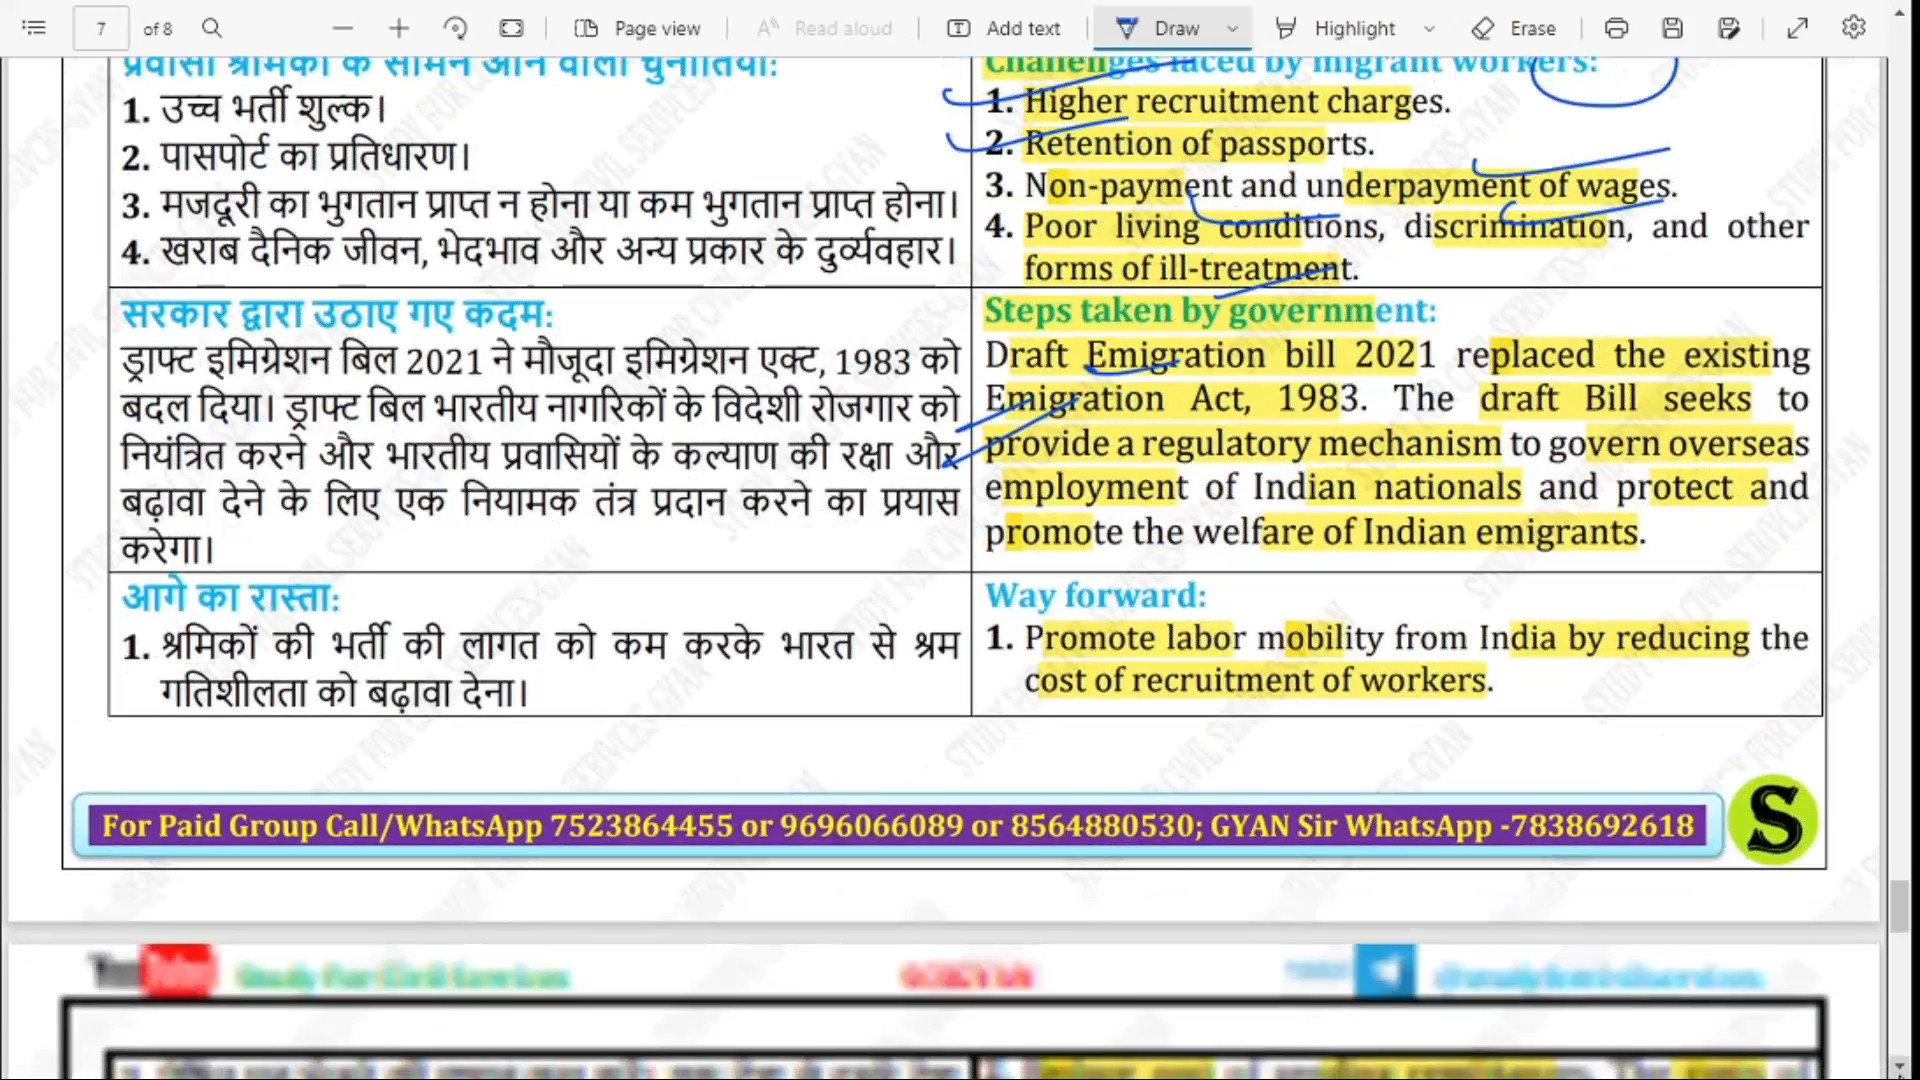 7 of 8 Page view Read aloud Add text Draw Highlight Erase
प्रवासी श्रमिकों के सामने आने वाली चुनौतियां:
1. उच्च भर्ती शुल्क।
2. पासपोर्ट का प्रतिधारण।
3. मजदूरी का भुगतान प्राप्त न होना या कम भुगतान प्राप्त होना।
4. खराब दैनिक जीवन, भेदभाव और अन्य प्रकार के दुर्व्यवहार।
Challenges faced by migrant workers:
1. Higher recruitment charges.
2. Retention of passports.
3. Non-payment and underpayment of wages.
4. Poor living conditions, discrimination, and other
forms of ill-treatment.
सरकार द्वारा उठाए गए कदम:
ड्राफ्ट इमिग्रेशन बिल 2021 ने मौजूदा इमिग्रेशन एक्ट, 1983 को
बदल दिया। ड्राफ्ट बिल भारतीय नागरिकों के विदेशी रोजगार को
नियंत्रित करने और भारतीय प्रवासियों के कल्याण की रक्षा और
बढ़ावा देने के लिए एक नियामक तंत्र प्रदान करने का प्रयास
करेगा।
Steps taken by government:
Draft Emigration bill 2021 replaced the existing
Emigration Act, 1983. The draft Bill seeks to
provide a regulatory mechanism to govern overseas
employment of Indian nationals and protect and
promote the welfare of Indian emigrants.
आगे का रास्ता:
1. श्रमिकों की भर्ती की लागत को कम करके भारत से श्रम
गतिशीलता को बढ़ावा देना।
Way forward:
1. Promote labor mobility from India by reducing the
cost of recruitment of workers.
For Paid Group Call/WhatsApp 7523864455 or 9696066089 or 8564880530; GYAN Sir WhatsApp -7838692618
S
Study For Civil Services